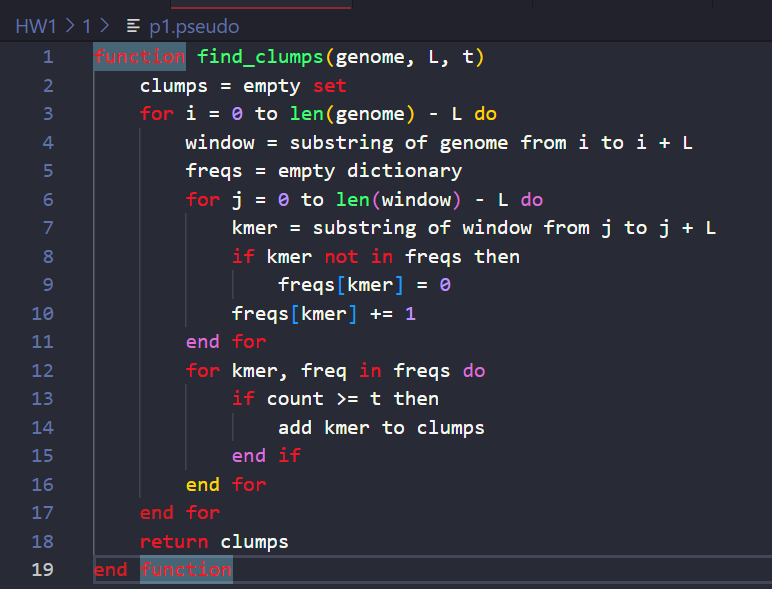 HW1 > 1 > p1.pseudo
1 function find_clumps(genome, L, t)
2     clumps = empty set
3     for i = 0 to len(genome) - L do
4         window = substring of genome from i to i + L
5         freqs = empty dictionary
6         for j = 0 to len(window) - L do
7             kmer = substring of window from j to j + L
8             if kmer not in freqs then
9                 freqs[kmer] = 0
10             freqs[kmer] += 1
11         end for
12         for kmer, freq in freqs do
13             if count >= t then
14                 add kmer to clumps
15             end if
16         end for
17     end for
18     return clumps
19 end function